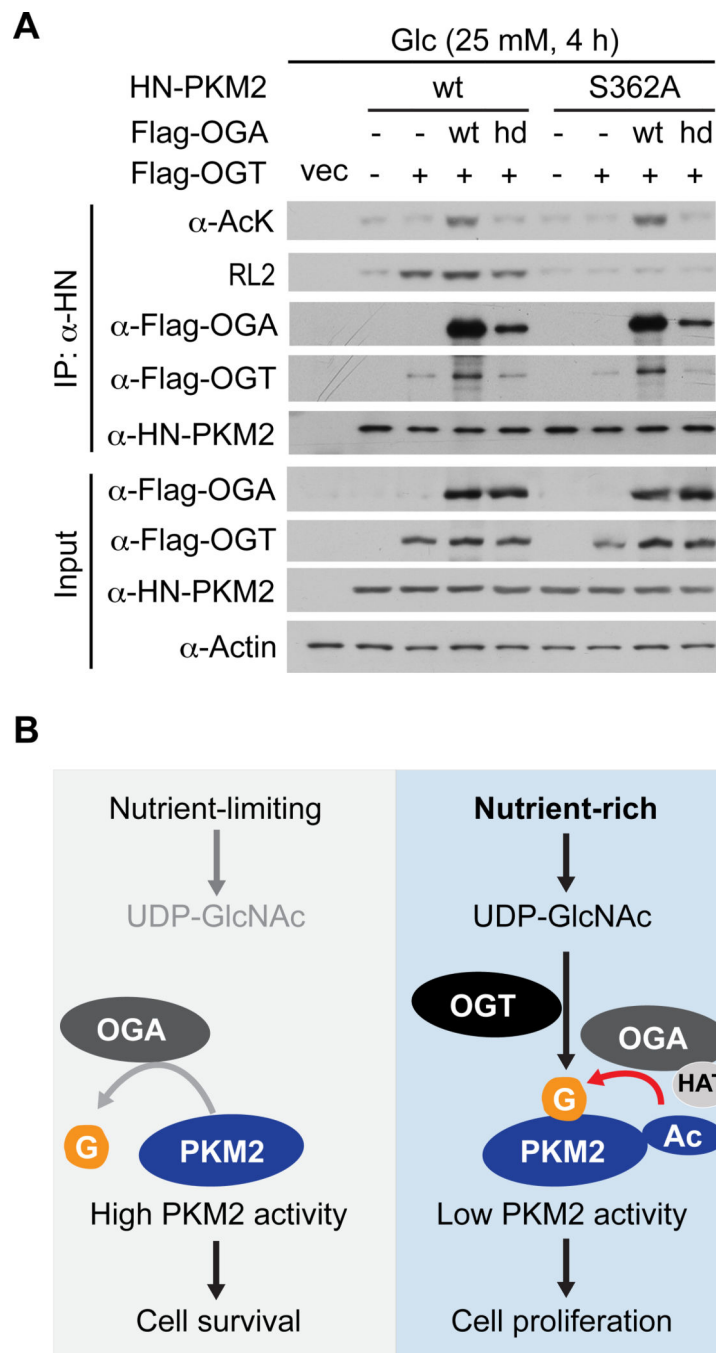 A
Glc (25 mM, 4 h)
HN-PKM2 wt S362A
Flag-OGA - - wt hd - - wt hd
Flag-OGT vec - + + + - + + +
IP: α-HN
α-AcK
RL2
α-Flag-OGA
α-Flag-OGT
α-HN-PKM2
Input
α-Flag-OGA
α-Flag-OGT
α-HN-PKM2
α-Actin
B
Nutrient-limiting
UDP-GlcNAc
OGA
G
PKM2
High PKM2 activity
Cell survival
Nutrient-rich
UDP-GlcNAc
OGT
OGA
HAT
G
Ac
PKM2
Low PKM2 activity
Cell proliferation